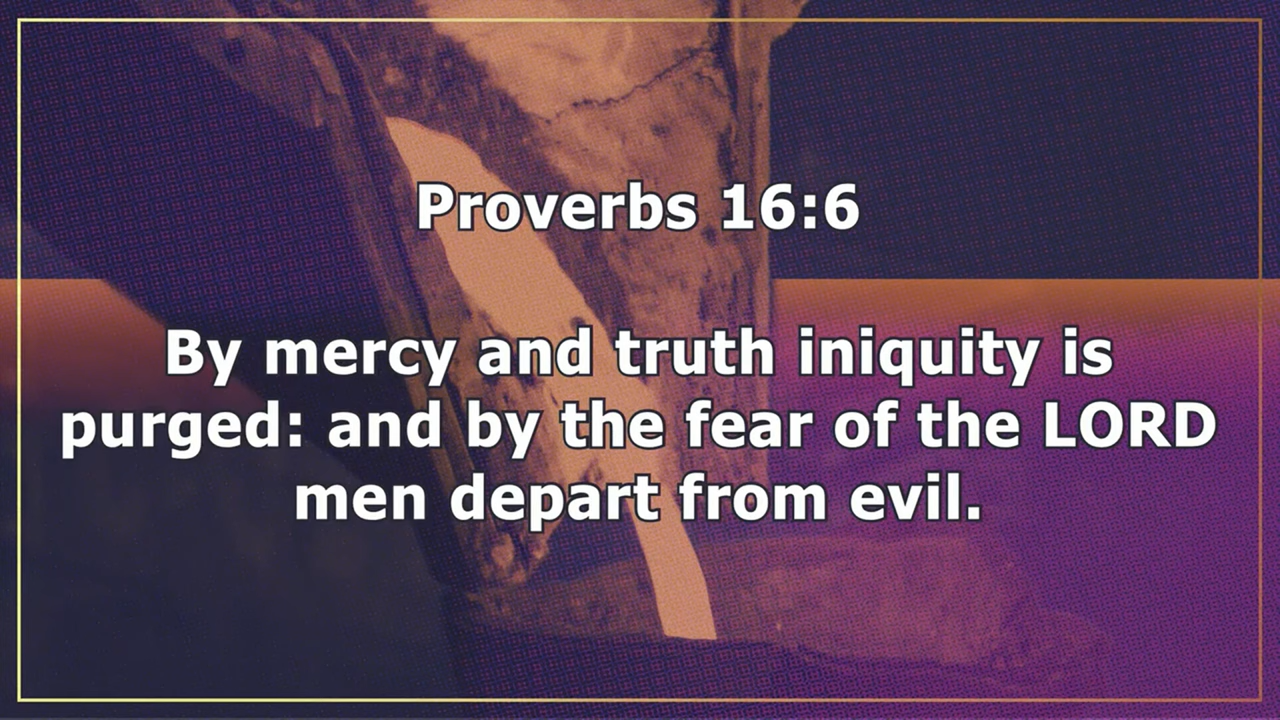 Proverbs 16:6
By mercy and truth iniquity is
purged: and by the fear of the LORD
men depart from evil.